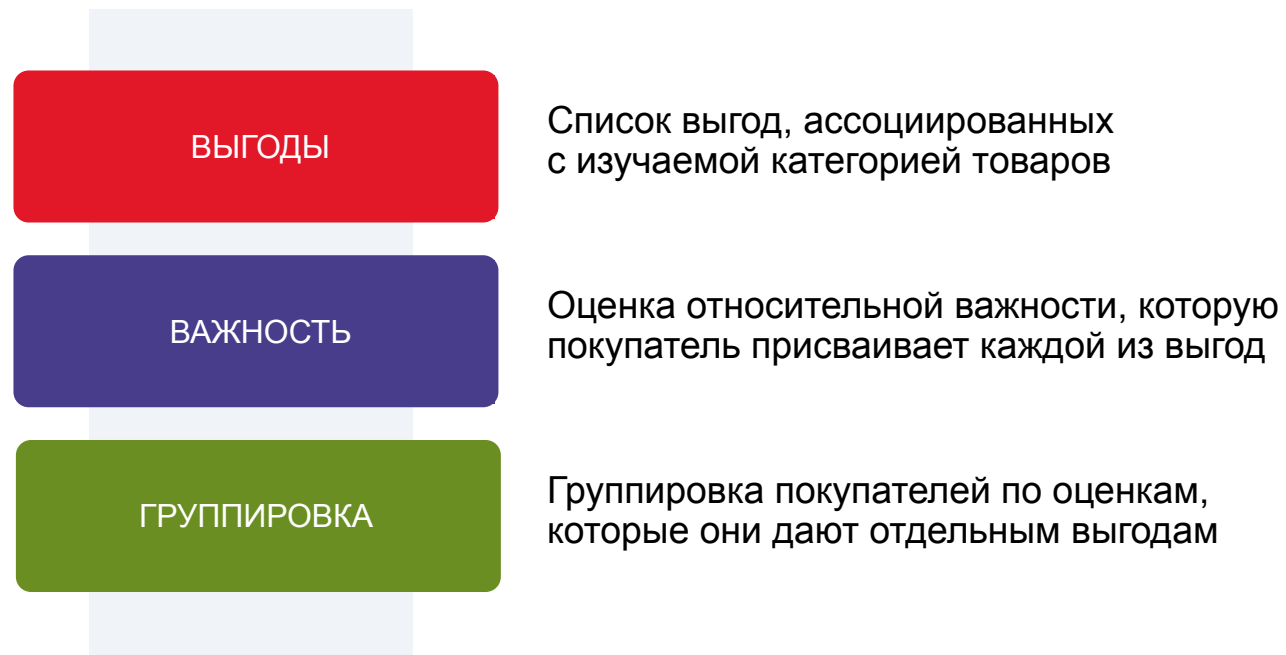 ВЫГОДЫ
Список выгод, ассоциированных
с изучаемой категорией товаров
ВАЖНОСТЬ
Оценка относительной важности, которую
покупатель присваивает каждой из выгод
ГРУППИРОВКА
Группировка покупателей по оценкам,
которые они дают отдельным выгодам